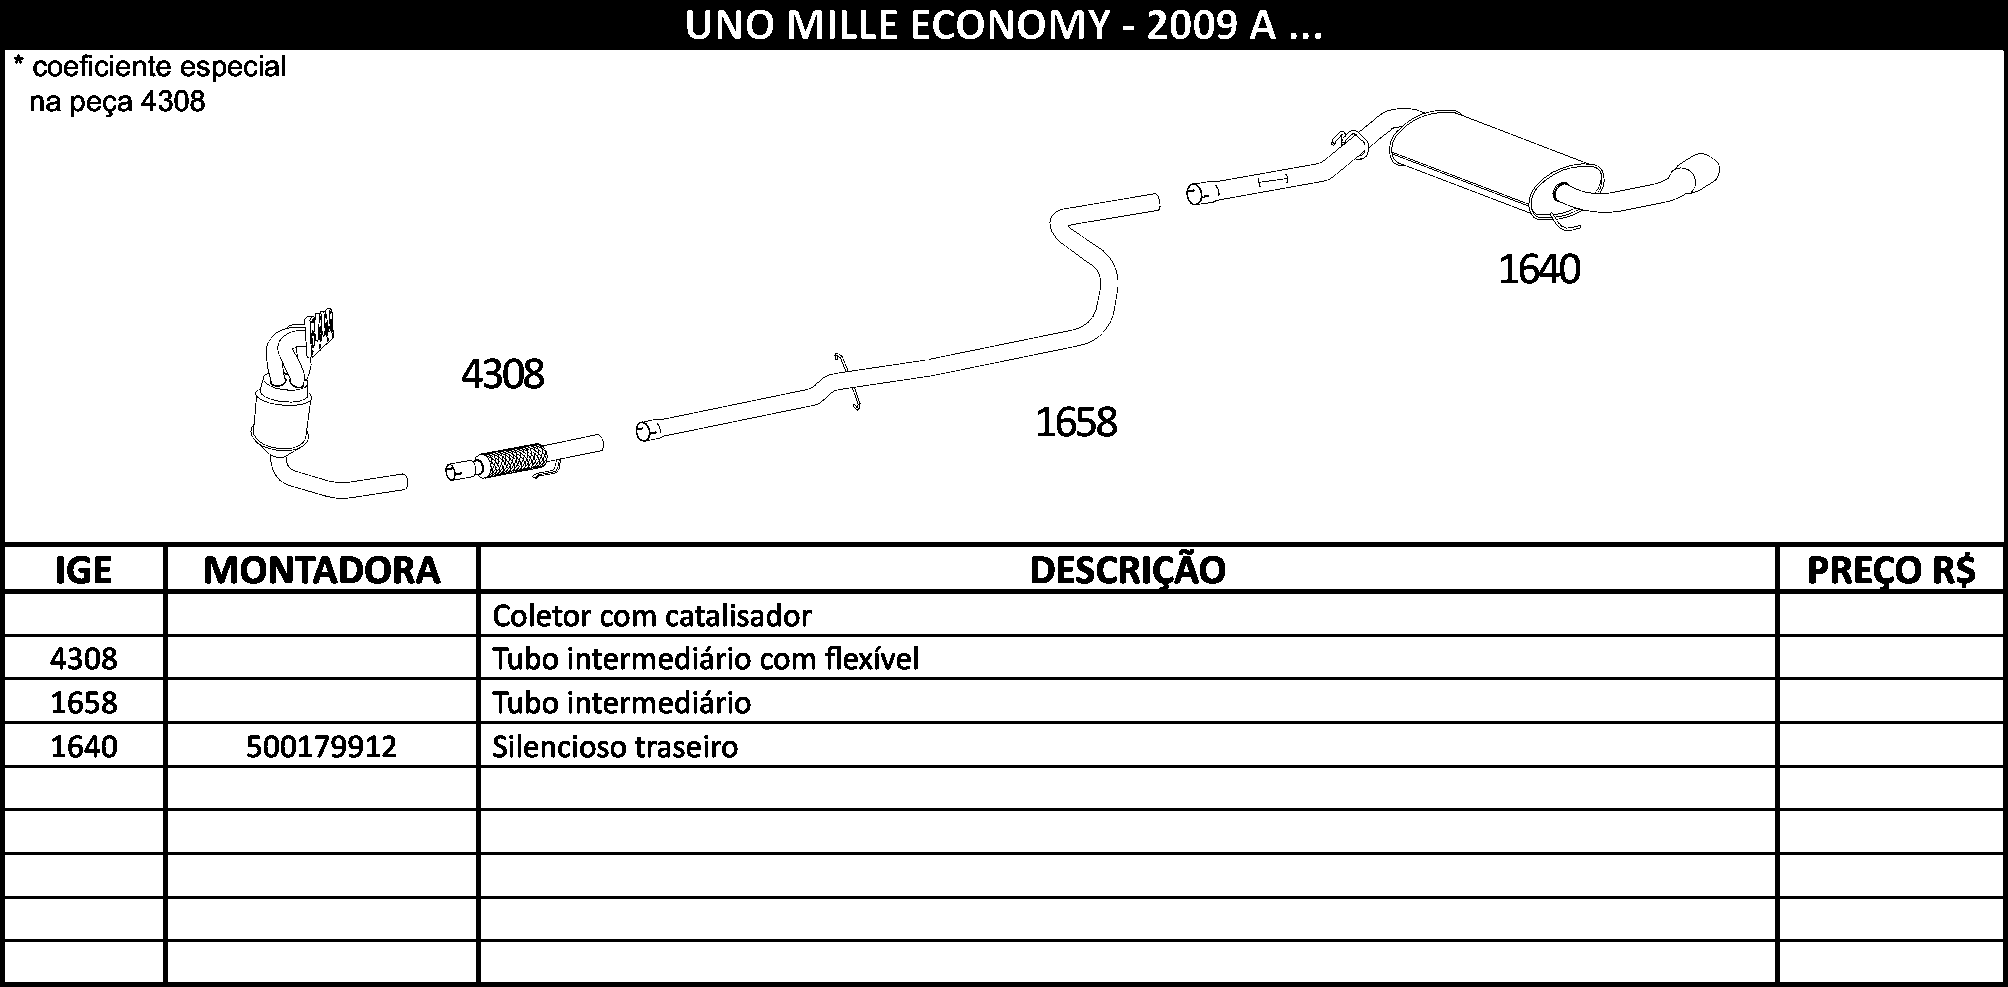 UNO MILLE ECONOMY - 2009 A ...
* coeficiente especial
na peça 4308
1640
4308
1658
IGE MONTADORA DESCRIÇÃO PREÇO R$
Coletor com catalisador
4308 Tubo intermediário com flexível
1658 Tubo intermediário
1640 500179912 Silencioso traseiro